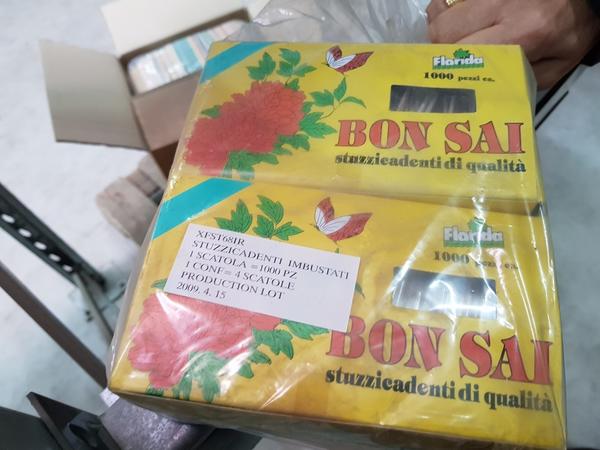 Florida
1000 pezzi ca.
BON SAI
stuzzicadenti di qualità
Florida
1000 pezzi ca.
XFST681R
STUZZICADENTI IMBUSTATI
1 SCATOLA =1000 PZ
1 CONF= 4 SCATOLE
PRODUCTION LOT
2009. 4. 15
BON SAI
stuzzicadenti di qualità